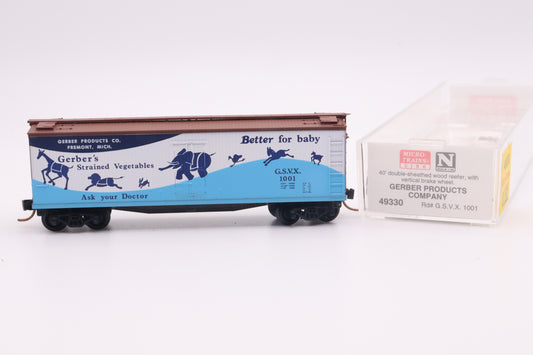 GERBER PRODUCTS CO.
FREMONT, MICH.
Gerber's
Strained Vegetables
Ask your Doctor
Better for baby
G.S.V.X.
1001
MICRO
TRAINS
LINE
N
40' double-sheathed wood reefer, with
vertical brake wheel.
GERBER PRODUCTS
COMPANY
49330 Rd# G.S.V.X. 1001